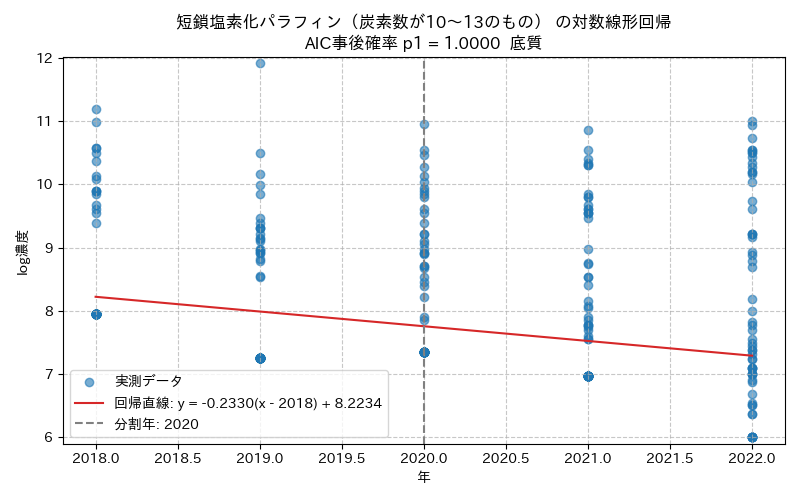 短鎖塩素化パラフィン（炭素数が10～13のもの） の対数線形回帰
AIC事後確率 p1 = 1.0000  底質
log濃度
12
11
10
9
8
7
6
実測データ
回帰直線: y = -0.2330(x - 2018) + 8.2234
分割年: 2020
2018.0 2018.5 2019.0 2019.5 2020.0 2020.5 2021.0 2021.5 2022.0
年